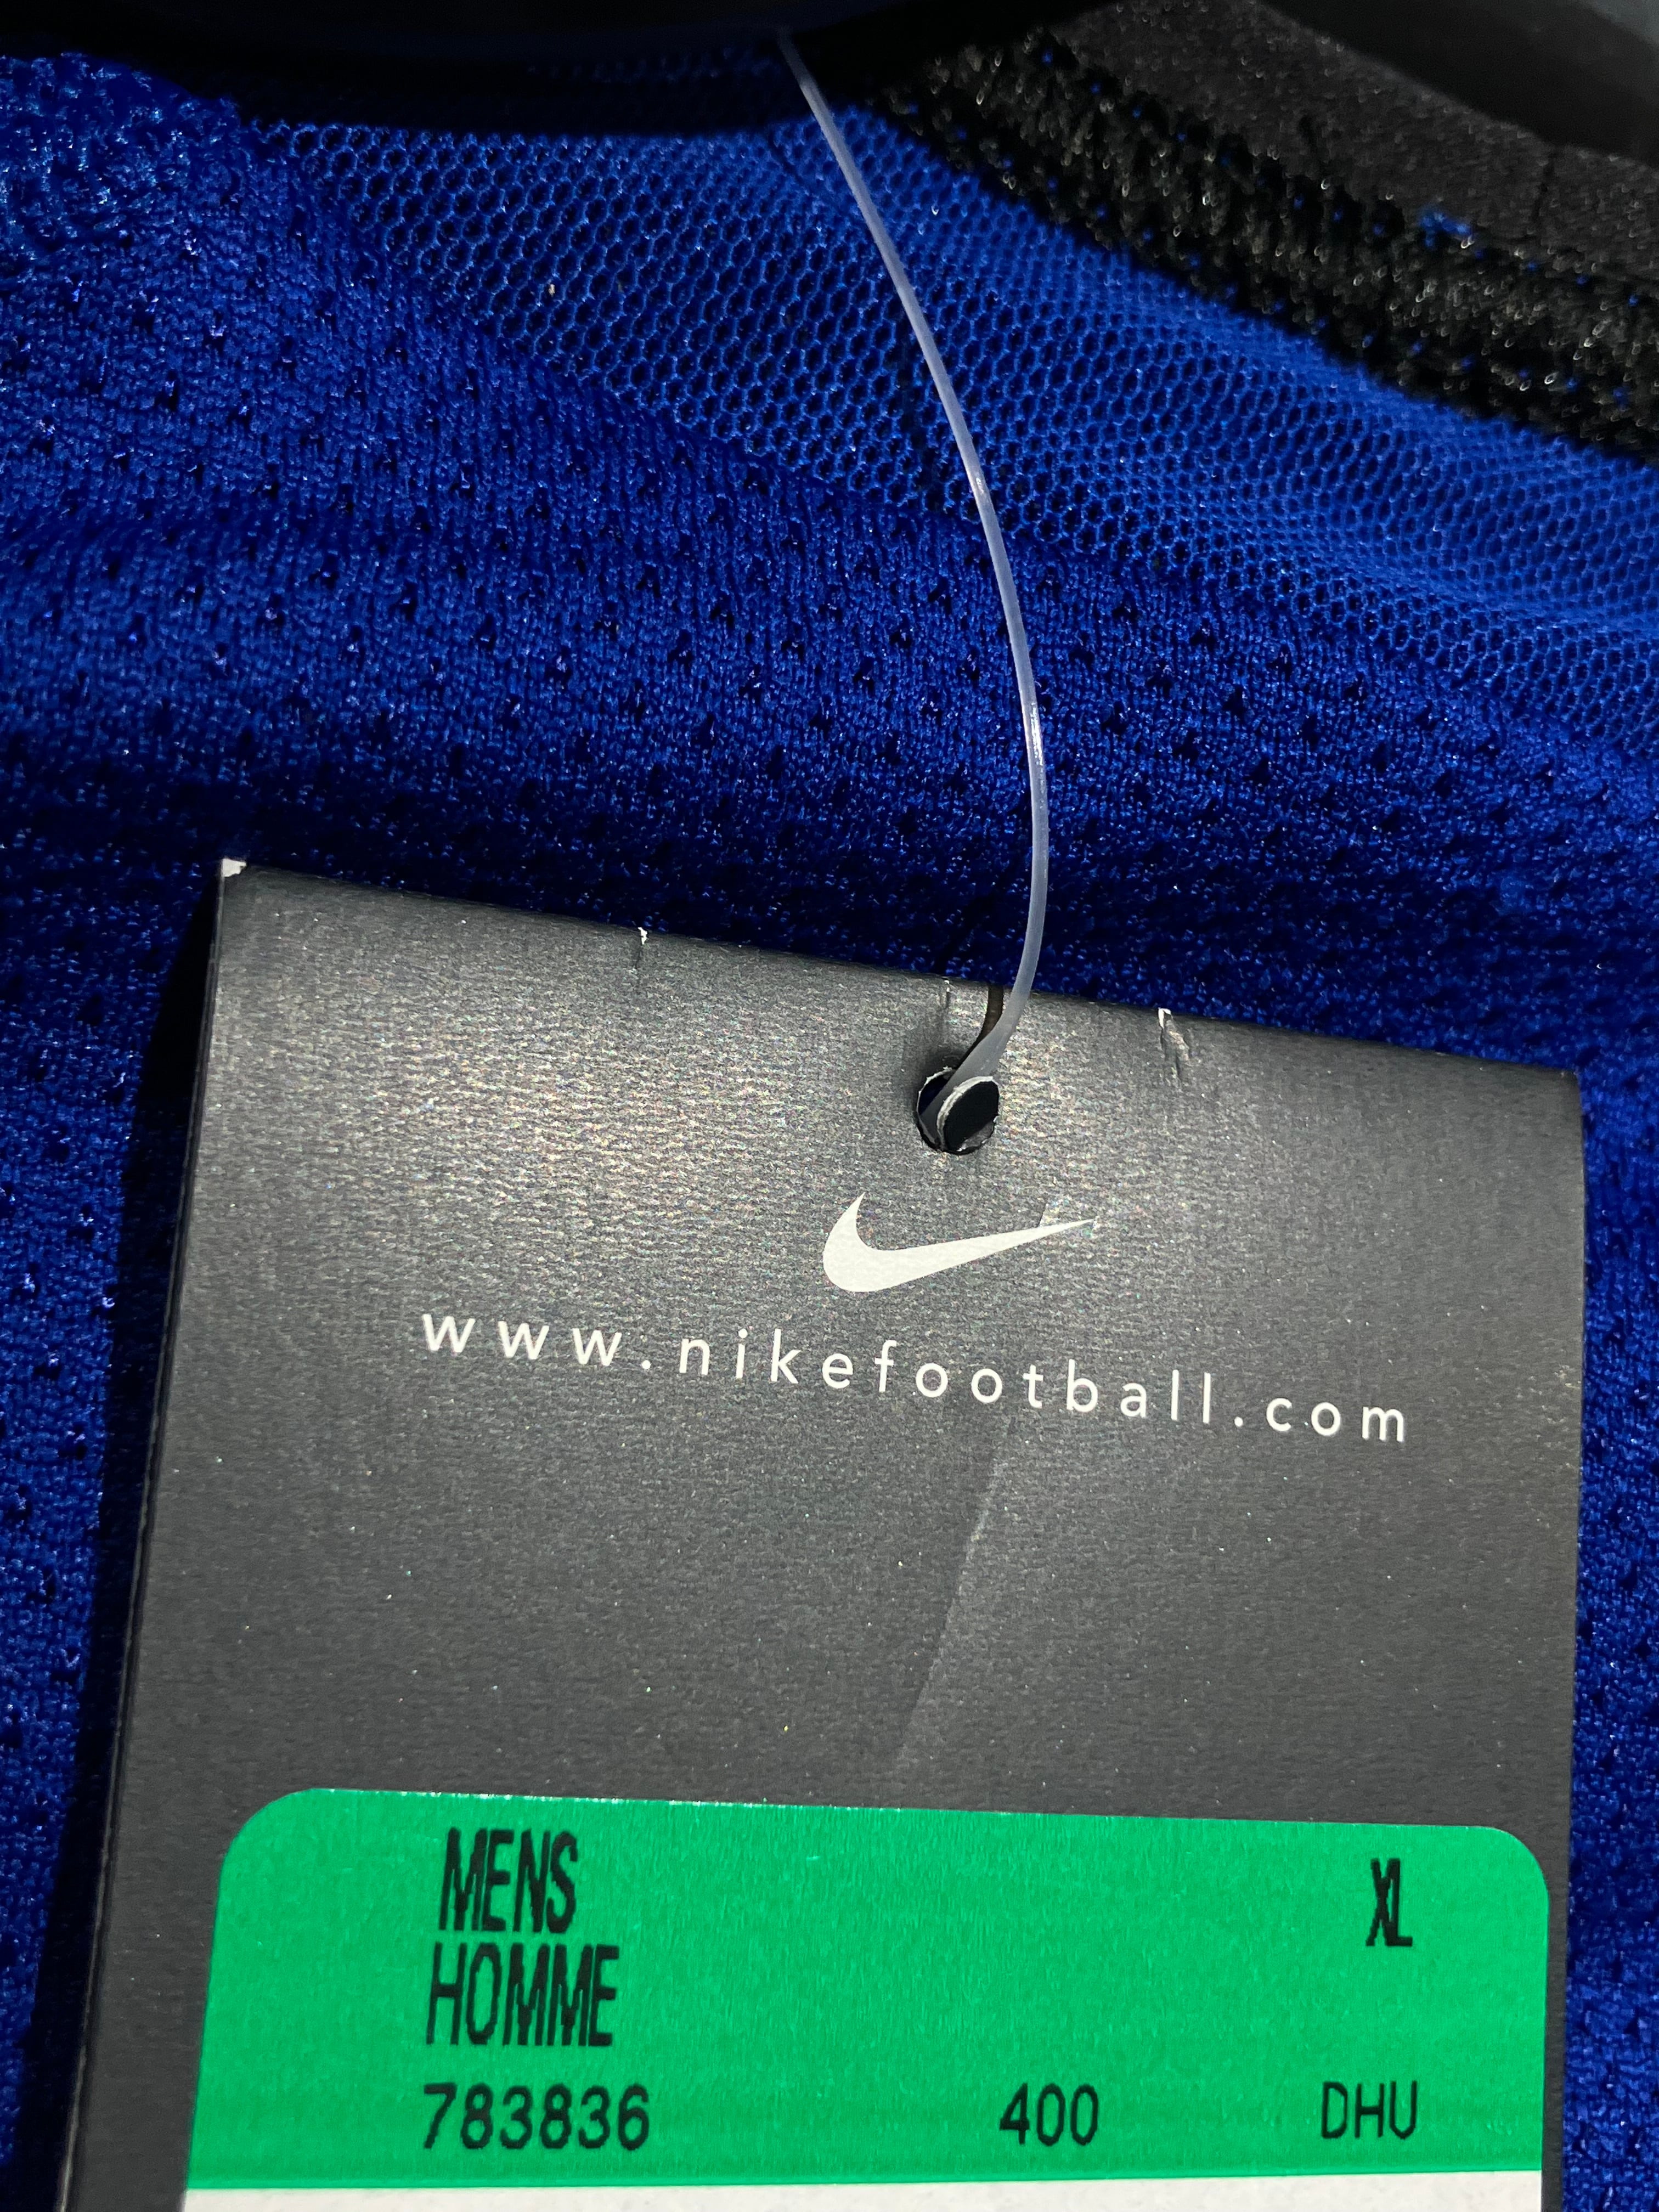 www.nikefootball.com
MENS XL
HOMME
783836 400 DHU